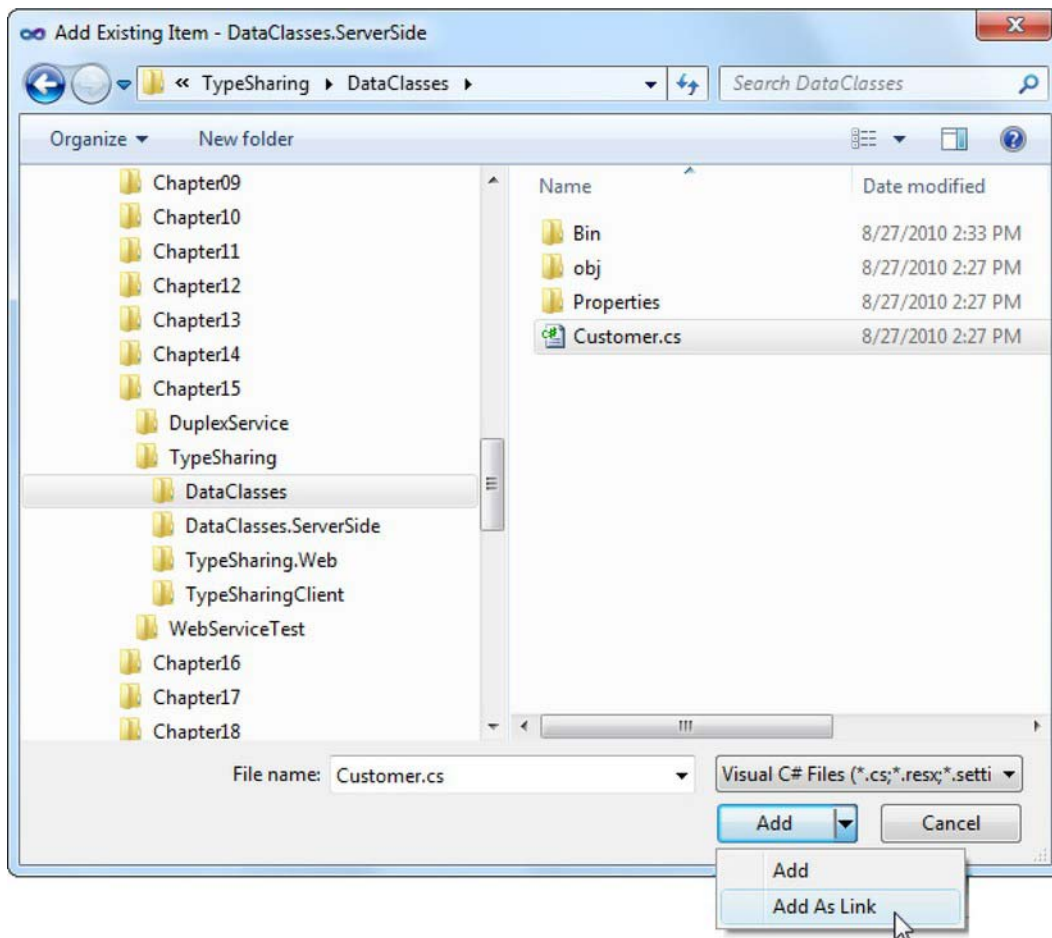 Add Existing Item - DataClasses.ServerSide
« TypeSharing DataClasses
Search DataClasses
Organize New folder
Chapter09
Chapter10
Chapter11
Chapter12
Chapter13
Chapter14
Chapter15
DuplexService
TypeSharing
DataClasses
DataClasses.ServerSide
TypeSharing.Web
TypeSharingClient
WebServiceTest
Chapter16
Chapter17
Chapter18
Name Date modified
Bin 8/27/2010 2:33 PM
obj 8/27/2010 2:27 PM
Properties 8/27/2010 2:27 PM
Customer.cs 8/27/2010 2:27 PM
File name: Customer.cs
Visual C# Files (*.cs;*.resx;*.setti
Add Cancel
Add
Add As Link